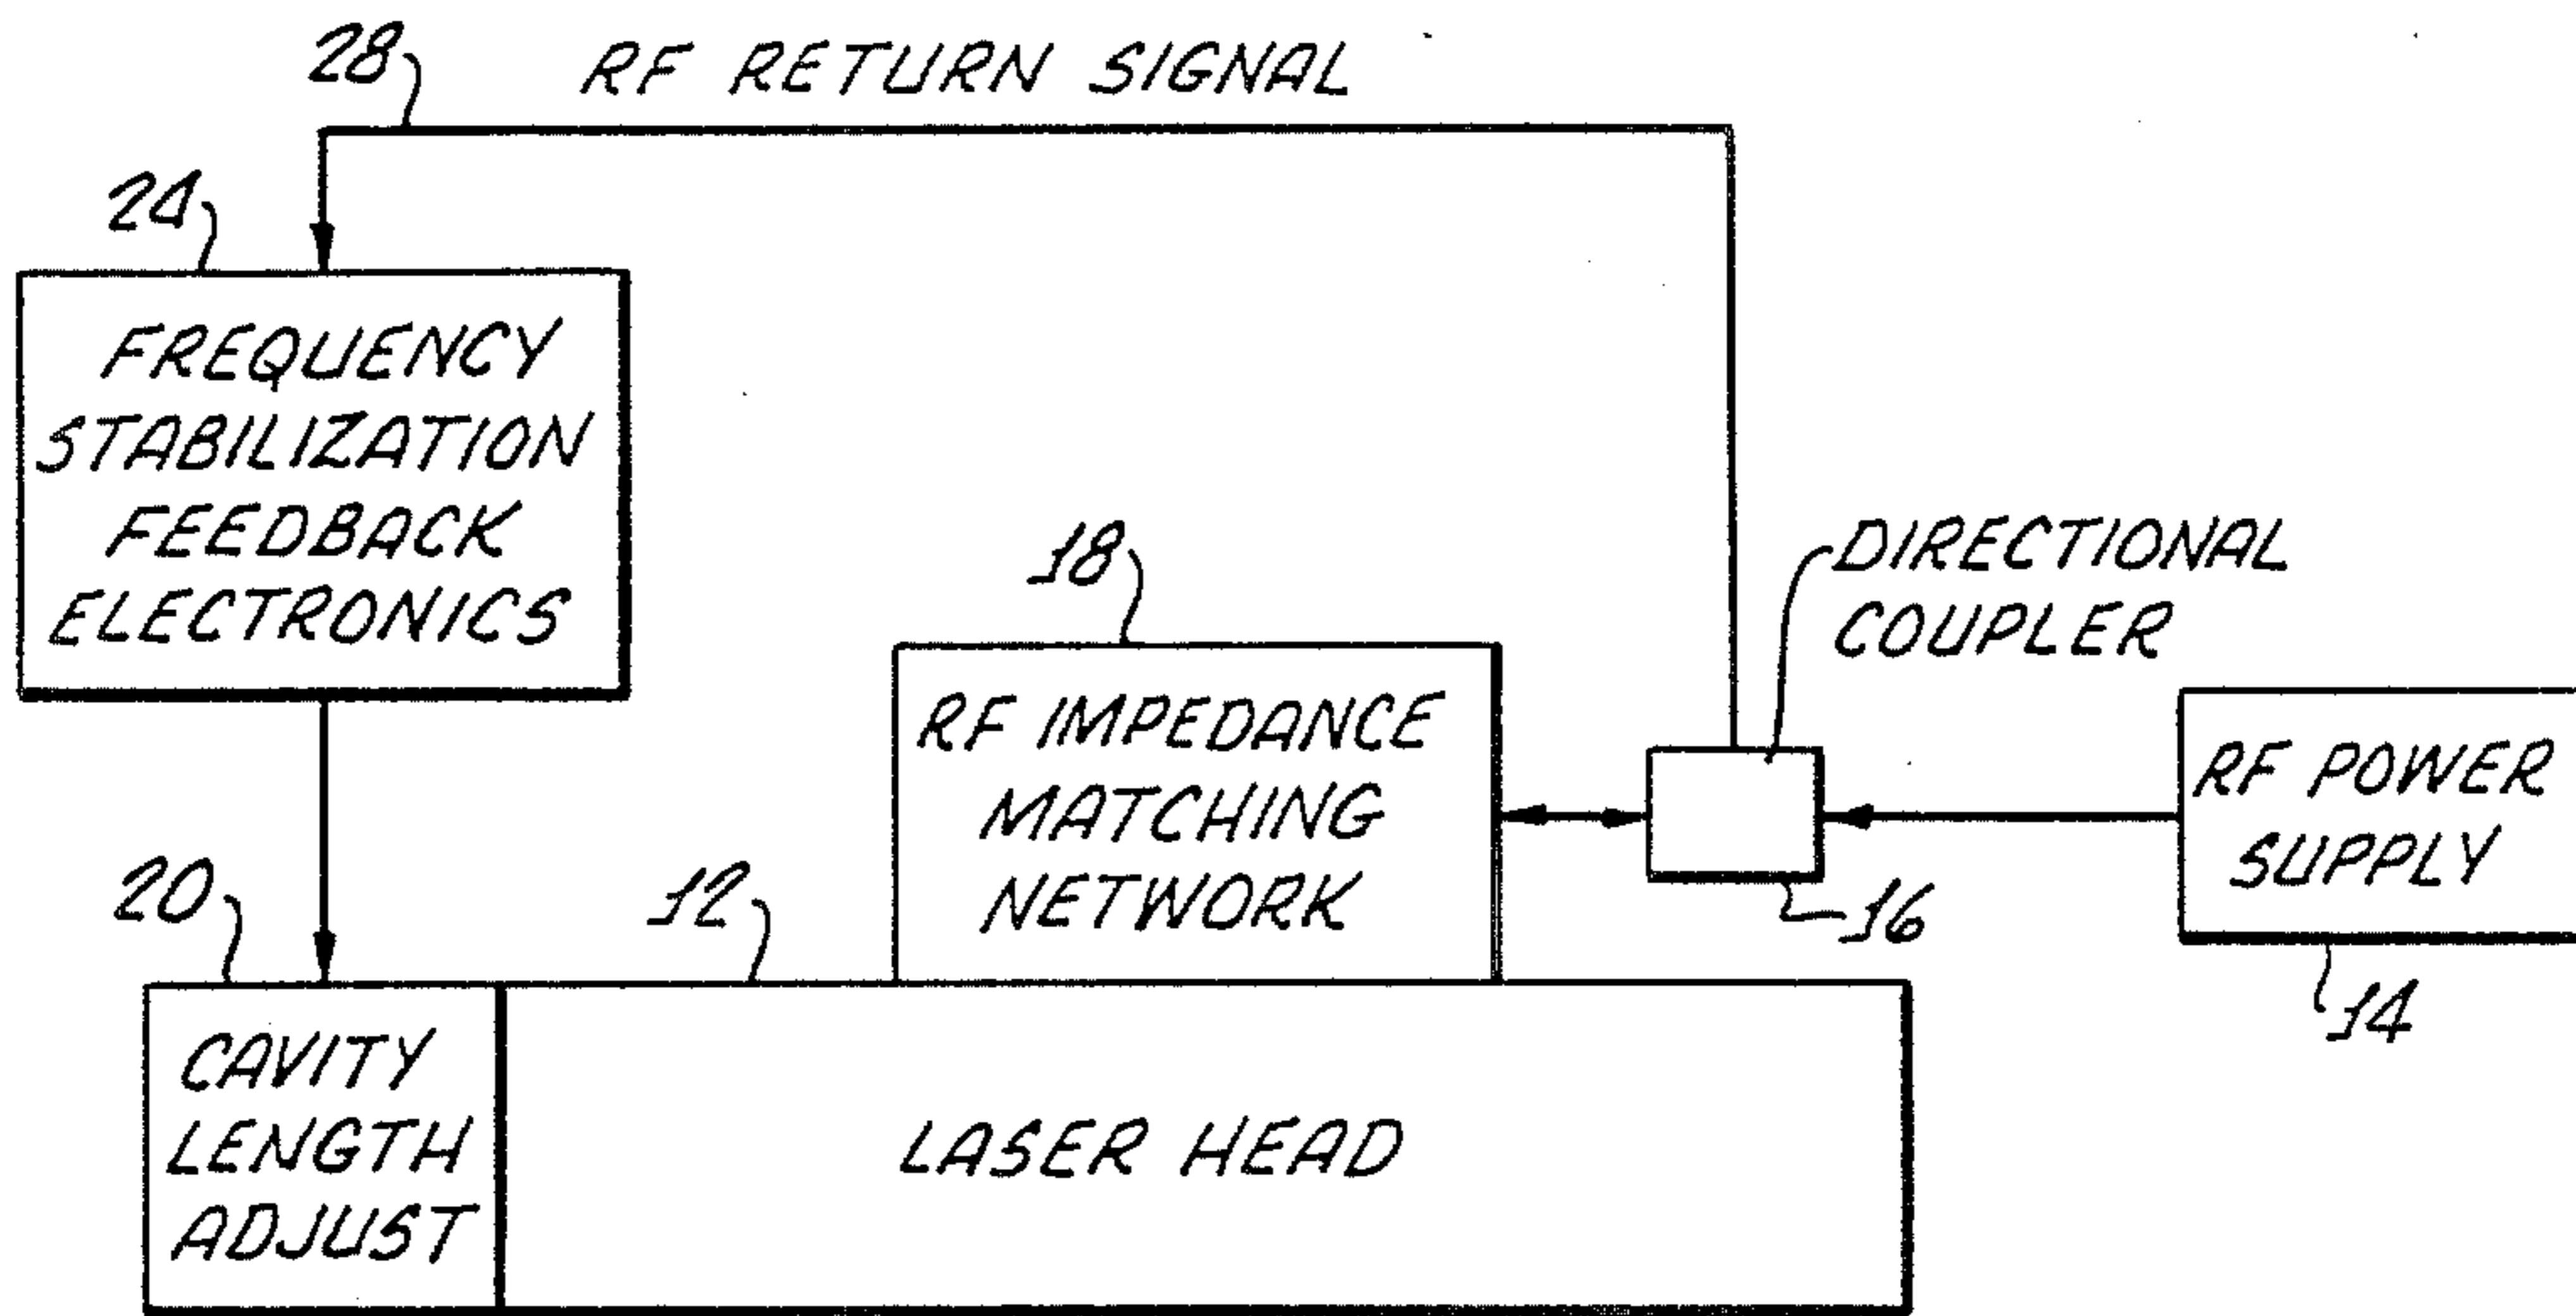 28
RF RETURN SIGNAL
24
FREQUENCY
STABILIZATION
FEEDBACK
ELECTRONICS
18
RF IMPEDANCE
MATCHING
NETWORK
DIRECTIONAL
COUPLER
16
RF POWER
SUPPLY
14
20
CAVITY
LENGTH
ADJUST
12
LASER HEAD